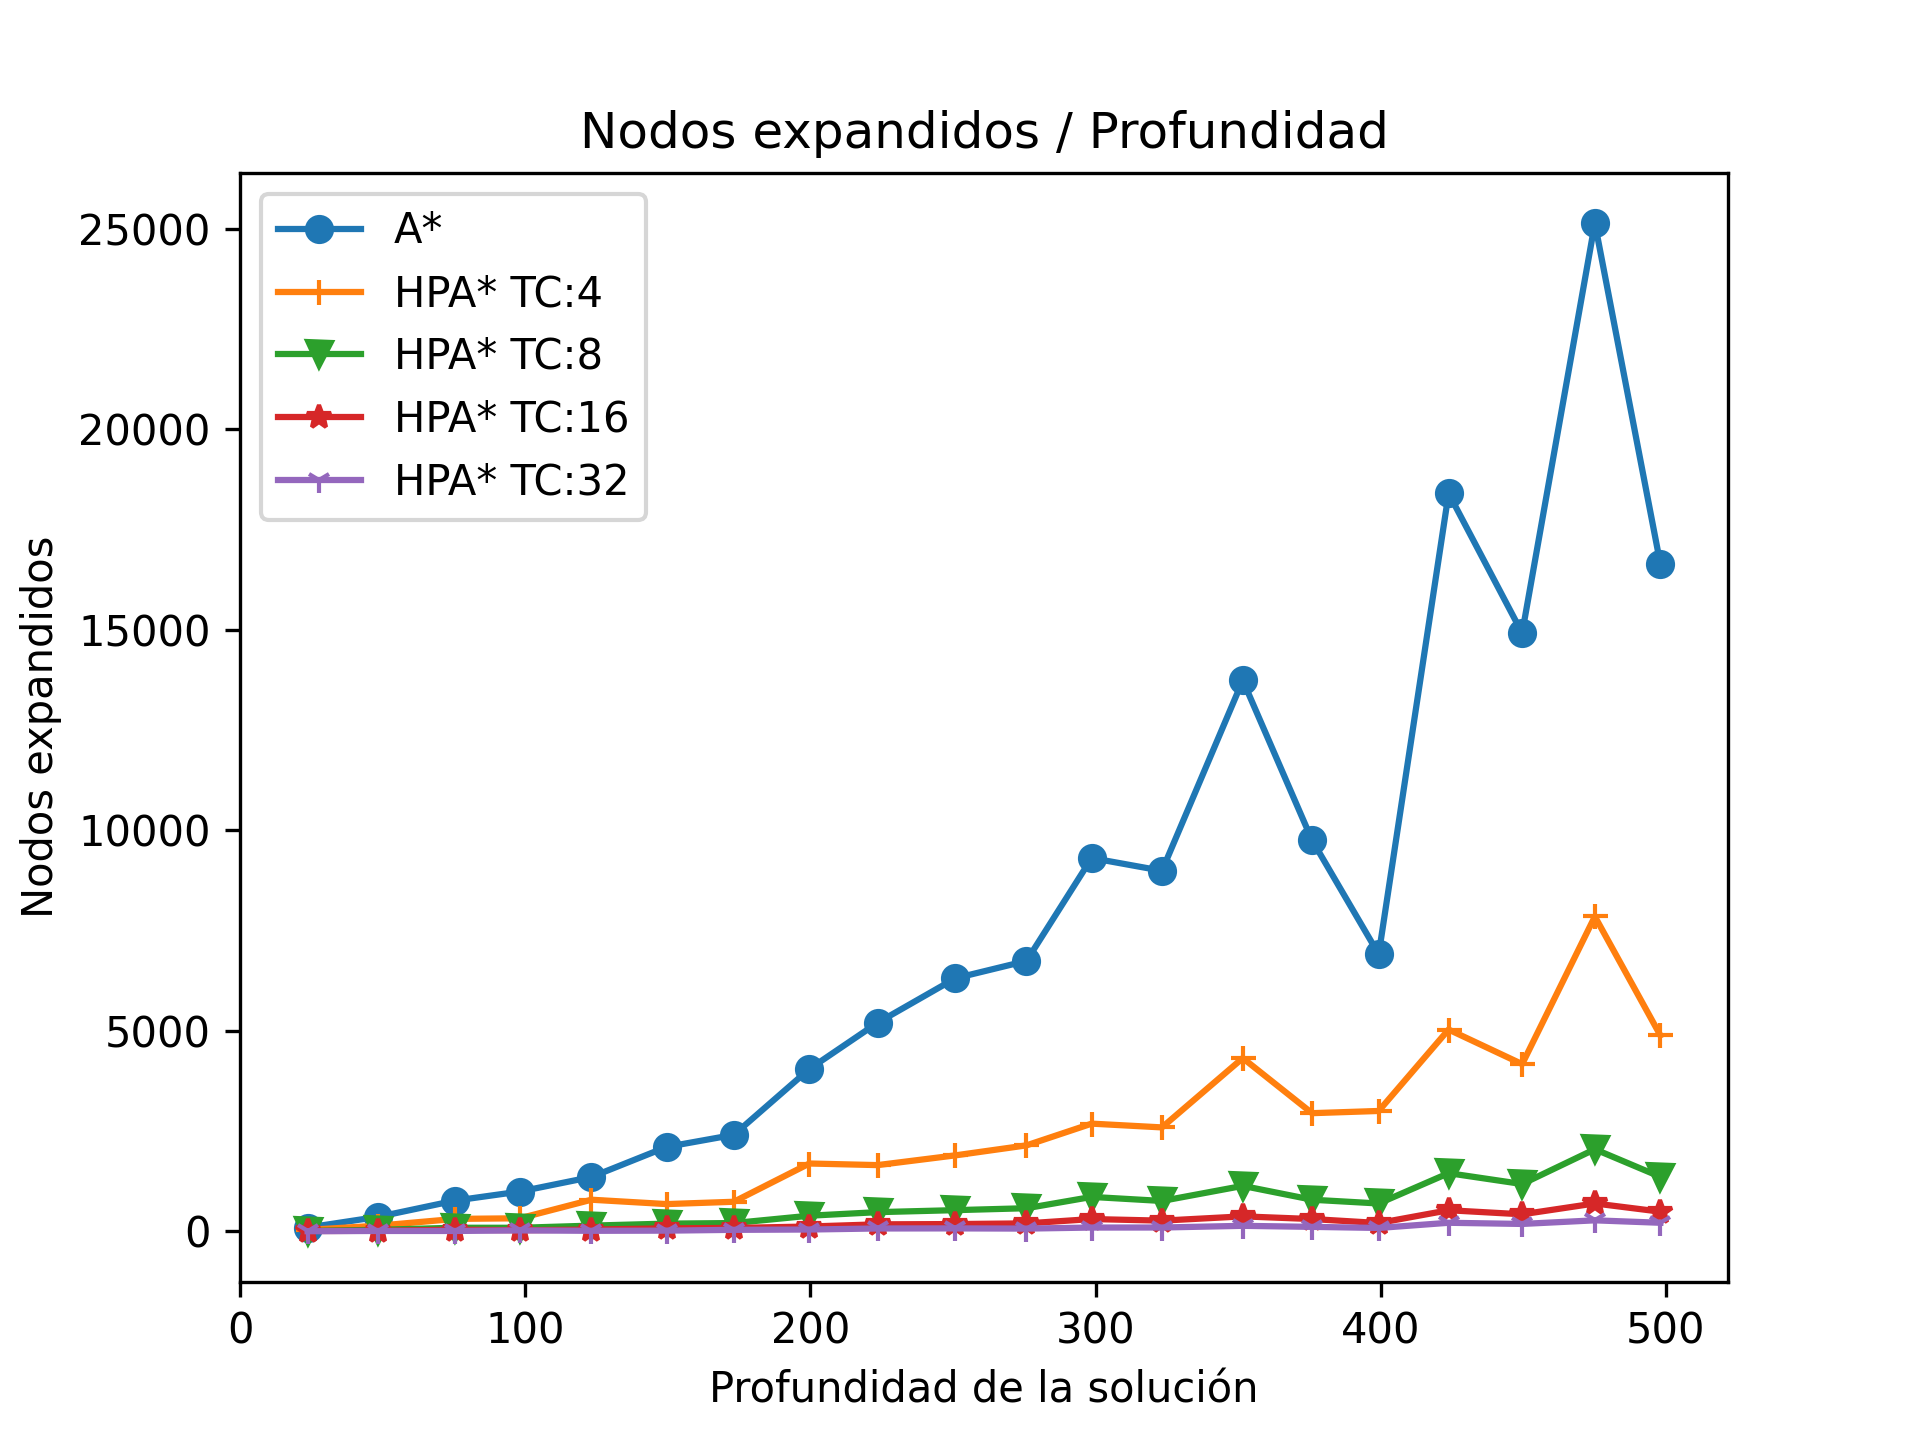 Nodos expandidos / Profundidad
A*
HPA* TC:4
HPA* TC:8
HPA* TC:16
HPA* TC:32
Nodos expandidos
25000
20000
15000
10000
5000
0
0 100 200 300 400 500
Profundidad de la solución